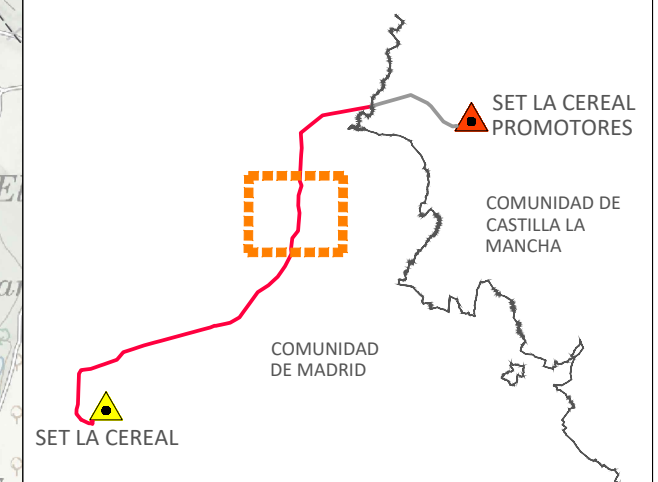 SET LA CEREAL
PROMOTORES
COMUNIDAD DE
CASTILLA LA
MANCHA
COMUNIDAD
DE MADRID
SET LA CEREAL